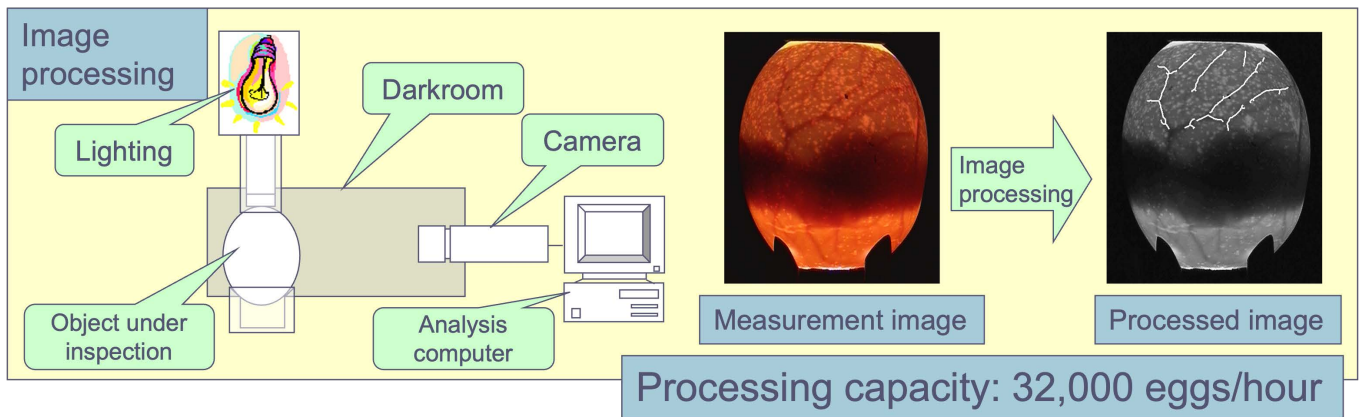 Image
processing
Lighting
Darkroom
Camera
Object under
inspection
Analysis
computer
Measurement image
Image
processing
Processed image
Processing capacity: 32,000 eggs/hour